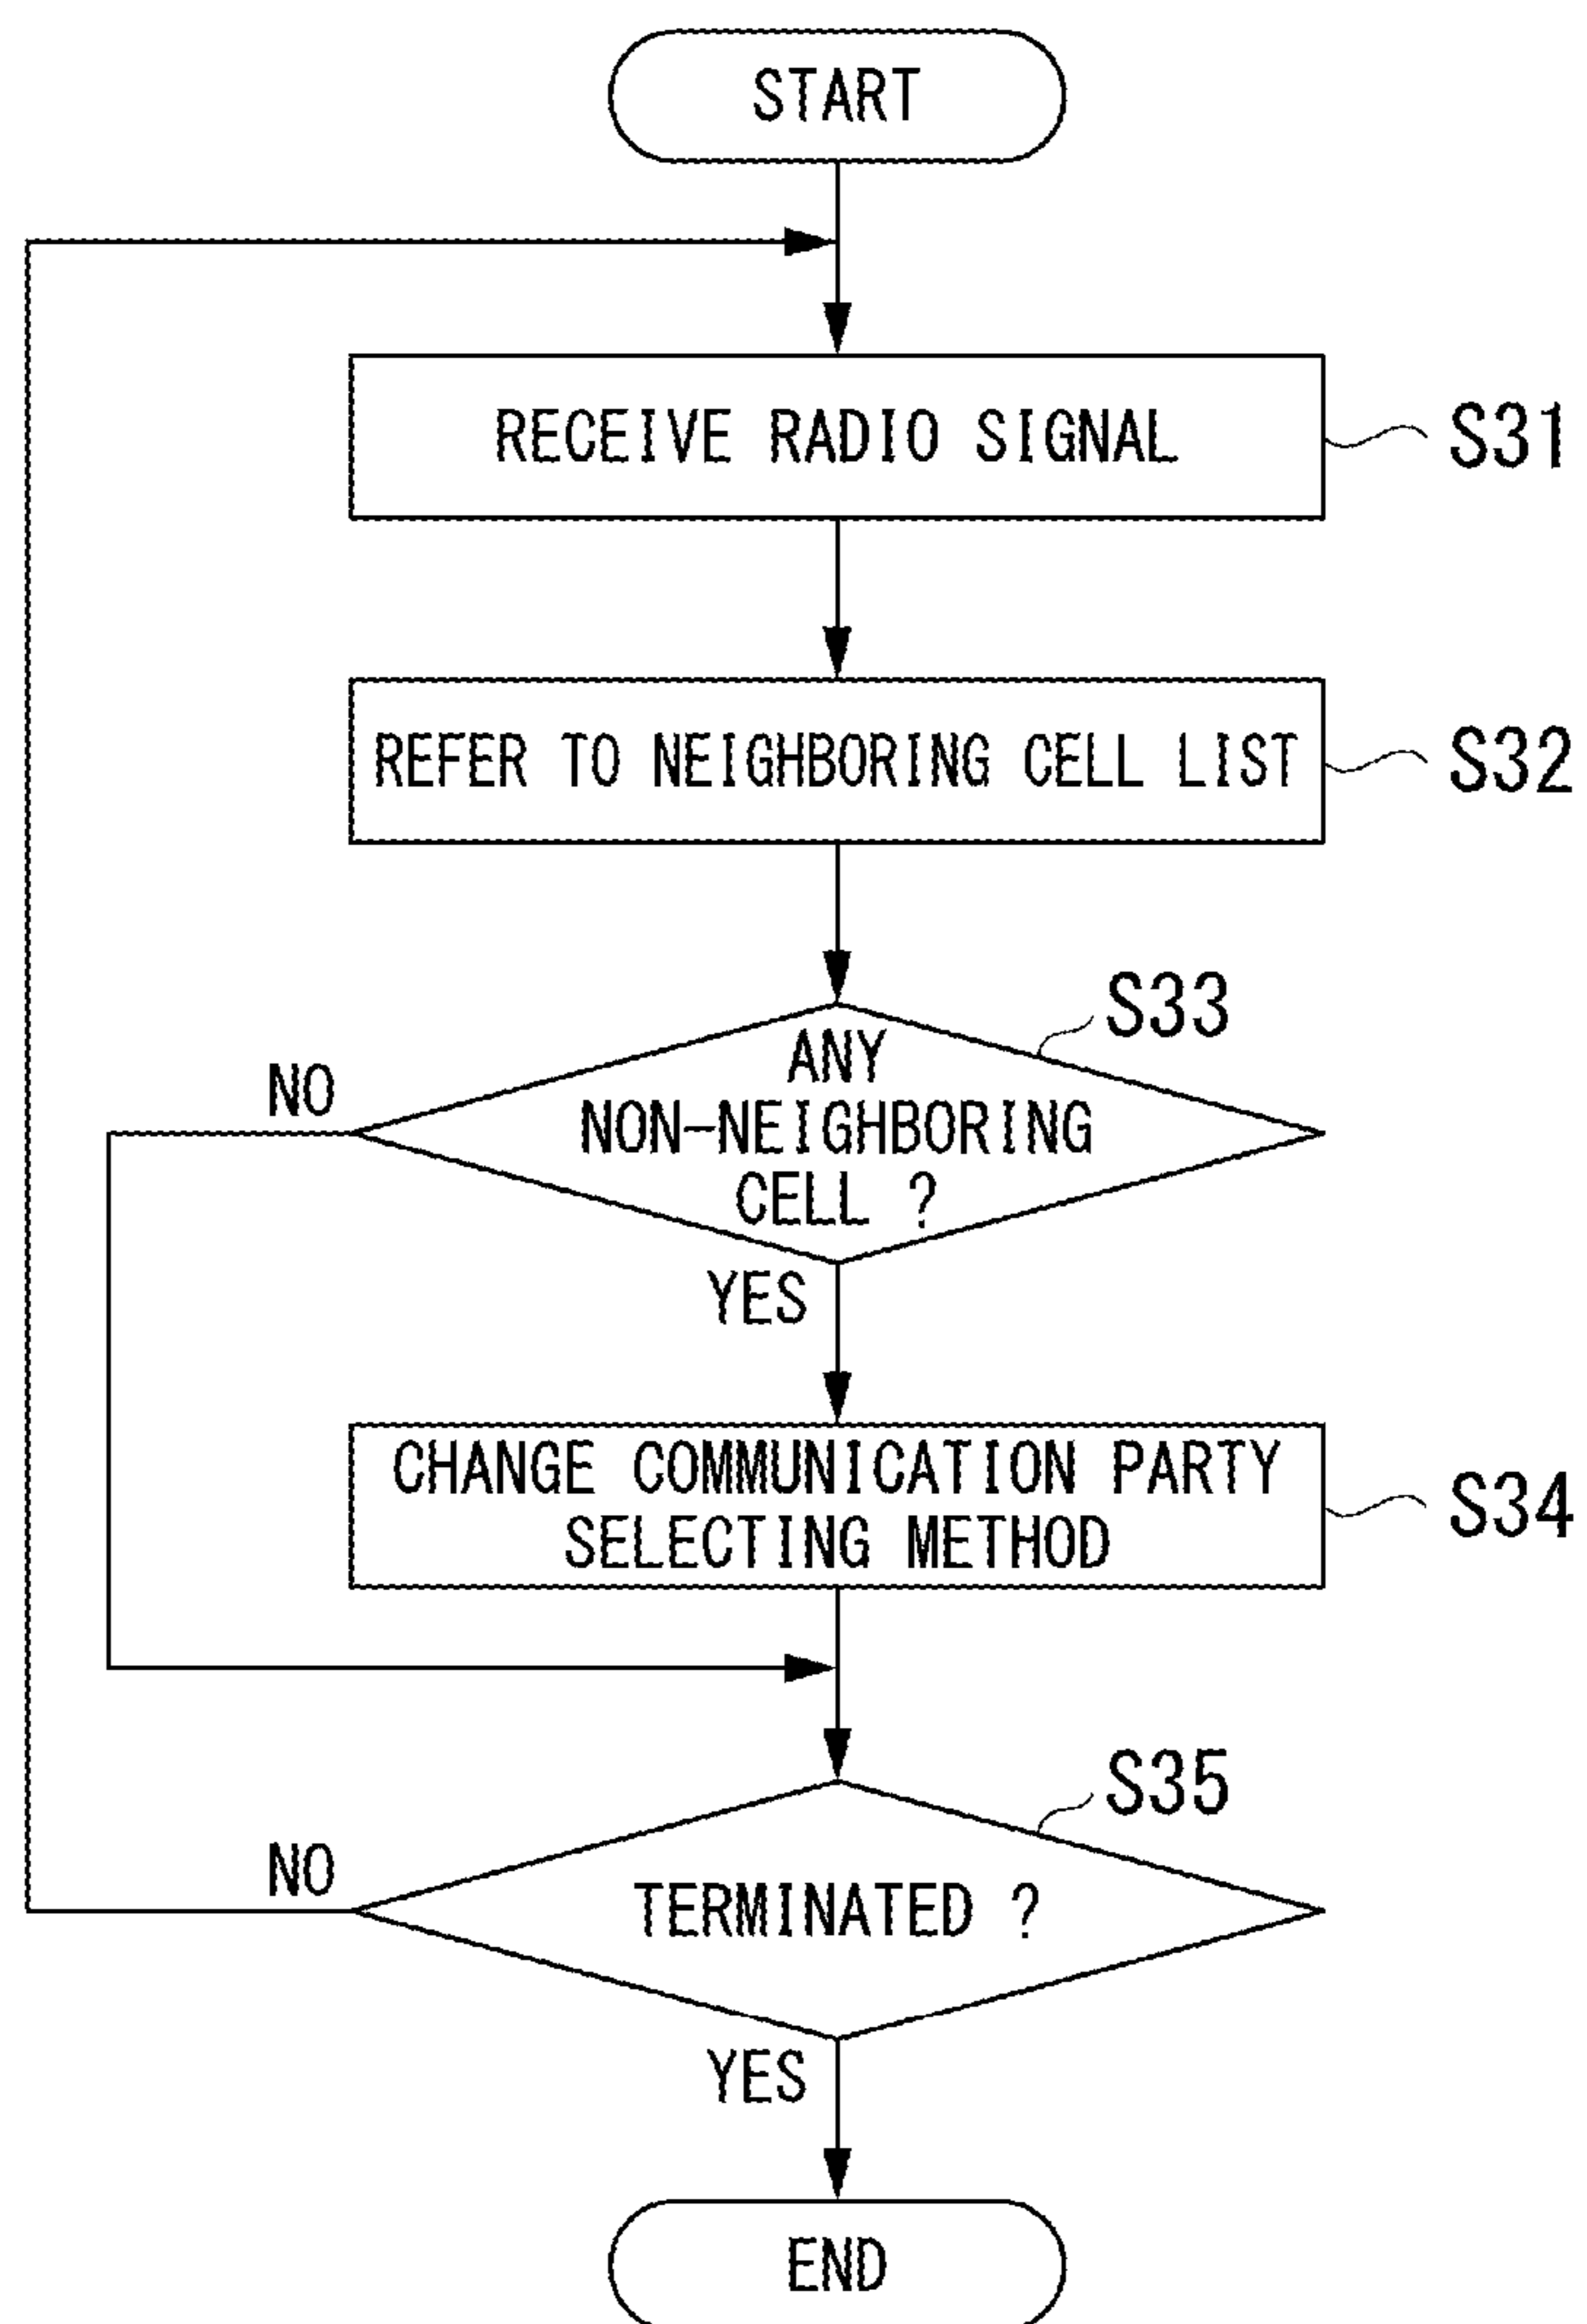 START
RECEIVE RADIO SIGNAL
S31
REFER TO NEIGHBORING CELL LIST
S32
S33
ANY
NON-NEIGHBORING
CELL ?
NO
YES
CHANGE COMMUNICATION PARTY
SELECTING METHOD
S34
S35
TERMINATED ?
NO
YES
END